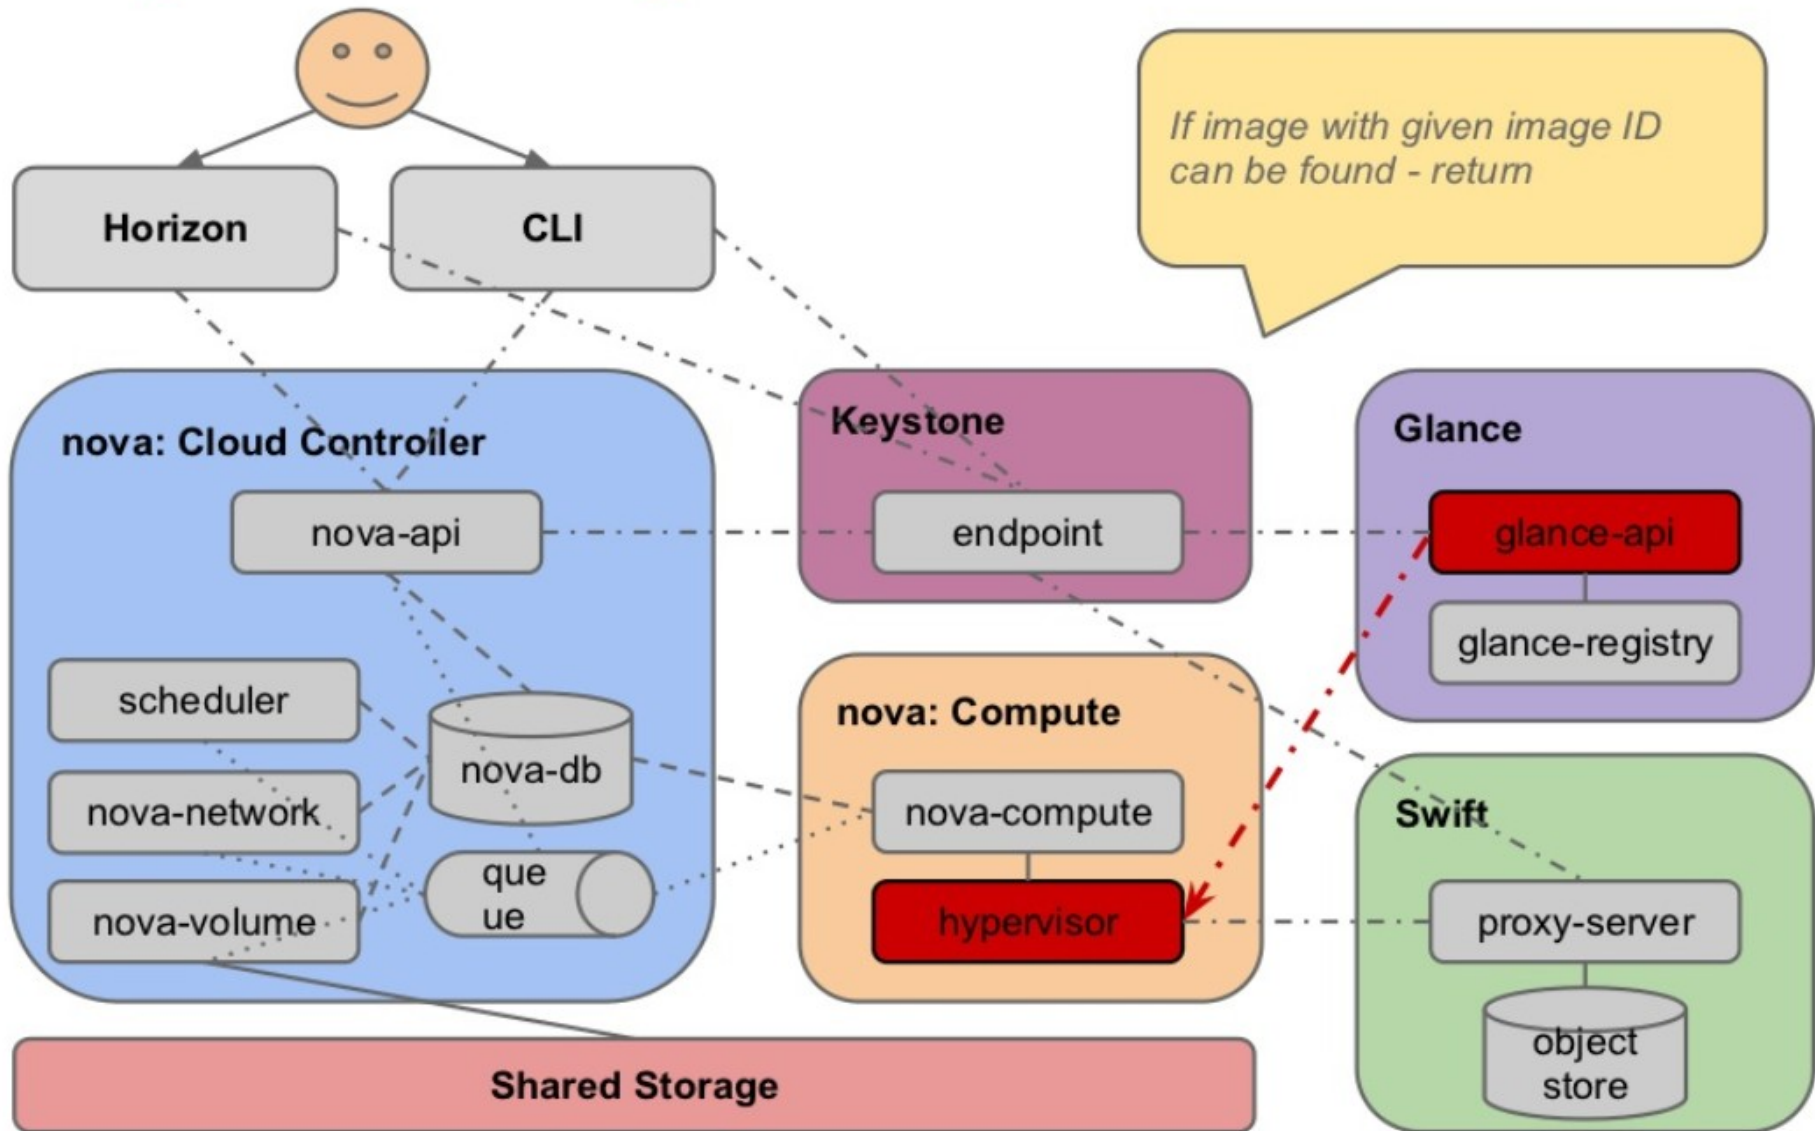 If image with given image ID
can be found - return
Horizon
CLI
nova: Cloud Controller
Keystone
Glance
nova-api
endpoint
glance-api
glance-registry
scheduler
nova: Compute
nova-db
nova-network
nova-compute
Swift
que
ue
nova-volume
hypervisor
proxy-server
object
store
Shared Storage